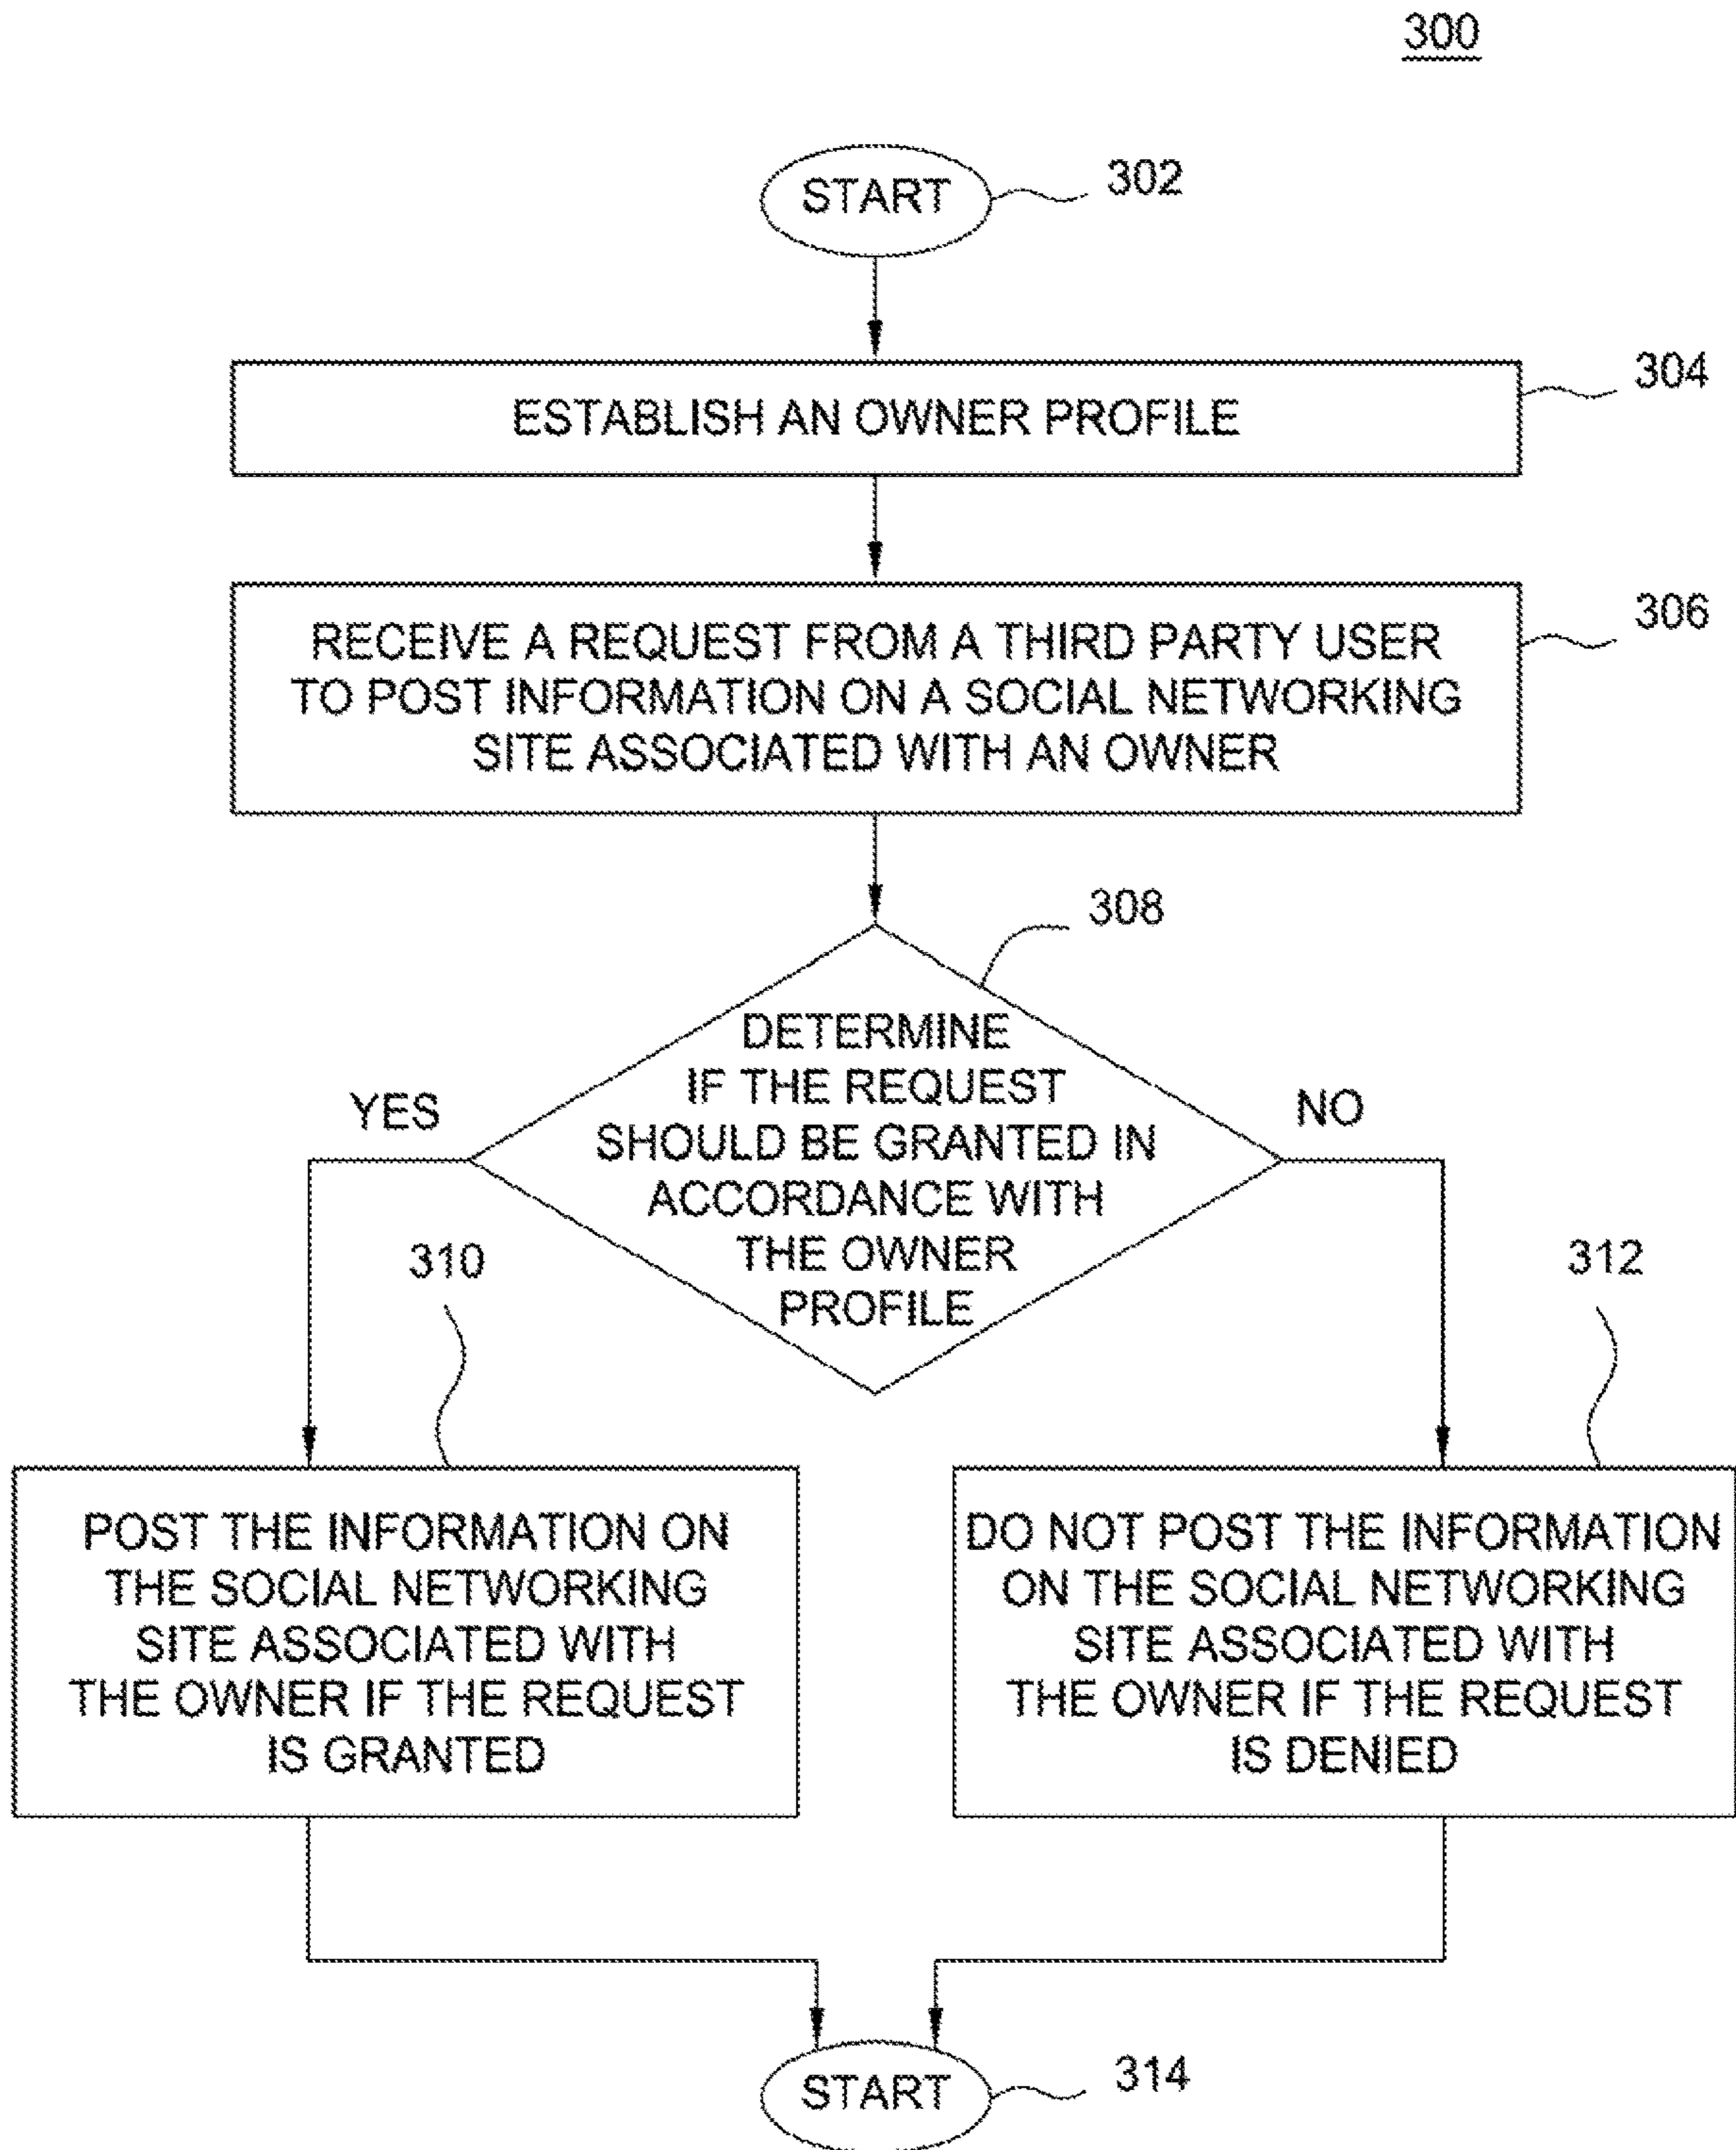 300
START
302
ESTABLISH AN OWNER PROFILE
304
RECEIVE A REQUEST FROM A THIRD PARTY USER
TO POST INFORMATION ON A SOCIAL NETWORKING
SITE ASSOCIATED WITH AN OWNER
306
308
DETERMINE
IF THE REQUEST
SHOULD BE GRANTED IN
ACCORDANCE WITH
THE OWNER
PROFILE
YES
NO
310
POST THE INFORMATION ON
THE SOCIAL NETWORKING
SITE ASSOCIATED WITH
THE OWNER IF THE REQUEST
IS GRANTED
312
DO NOT POST THE INFORMATION
ON THE SOCIAL NETWORKING
SITE ASSOCIATED WITH
THE OWNER IF THE REQUEST
IS DENIED
START
314